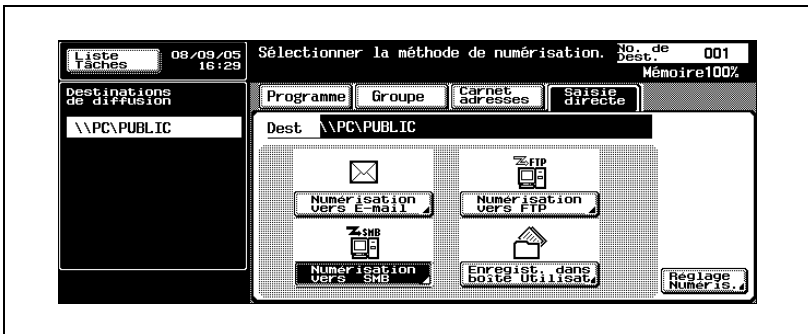 Liste
Tâches
08/09/05
16:29
Sélectionner la méthode de numérisation.
No. de
Dest.
001
Mémoire100%
Destinations
de diffusion
\\PC\PUBLIC
Programme
Groupe
Carnet
adresses
Saisie
directe
Dest \\PC\PUBLIC
Numérisation
vers E-mail
FTP
Numérisation
vers FTP
SMB
Numérisation
vers SMB
Enregist. dans
boîte Utilisat.
Réglage
Numéris.